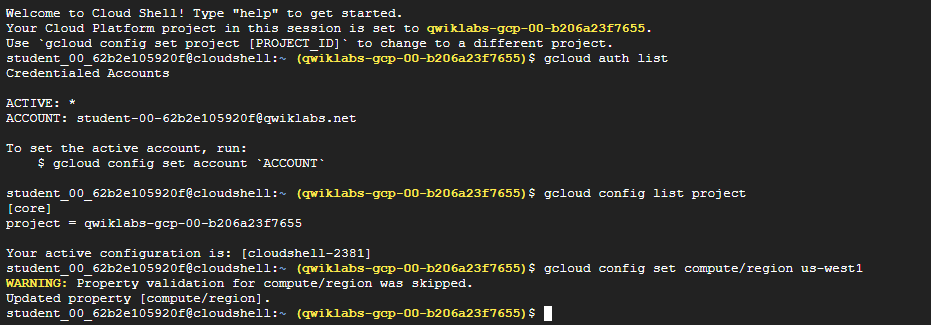 Welcome to Cloud Shell! Type "help" to get started.
Your Cloud Platform project in this session is set to qwiklabs-gcp-00-b206a23f7655.
Use `gcloud config set project [PROJECT_ID]` to change to a different project.
student_00_62b2e105920f@cloudshell:~ (qwiklabs-gcp-00-b206a23f7655)$ gcloud auth list
Credentialed Accounts

ACTIVE: *
ACCOUNT: student-00-62b2e105920f@qwiklabs.net

To set the active account, run:
    $ gcloud config set account `ACCOUNT`

student_00_62b2e105920f@cloudshell:~ (qwiklabs-gcp-00-b206a23f7655)$ gcloud config list project
[core]
project = qwiklabs-gcp-00-b206a23f7655

Your active configuration is: [cloudshell-2381]
student_00_62b2e105920f@cloudshell:~ (qwiklabs-gcp-00-b206a23f7655)$ gcloud config set compute/region us-west1
WARNING: Property validation for compute/region was skipped.
Updated property [compute/region].
student_00_62b2e105920f@cloudshell:~ (qwiklabs-gcp-00-b206a23f7655)$